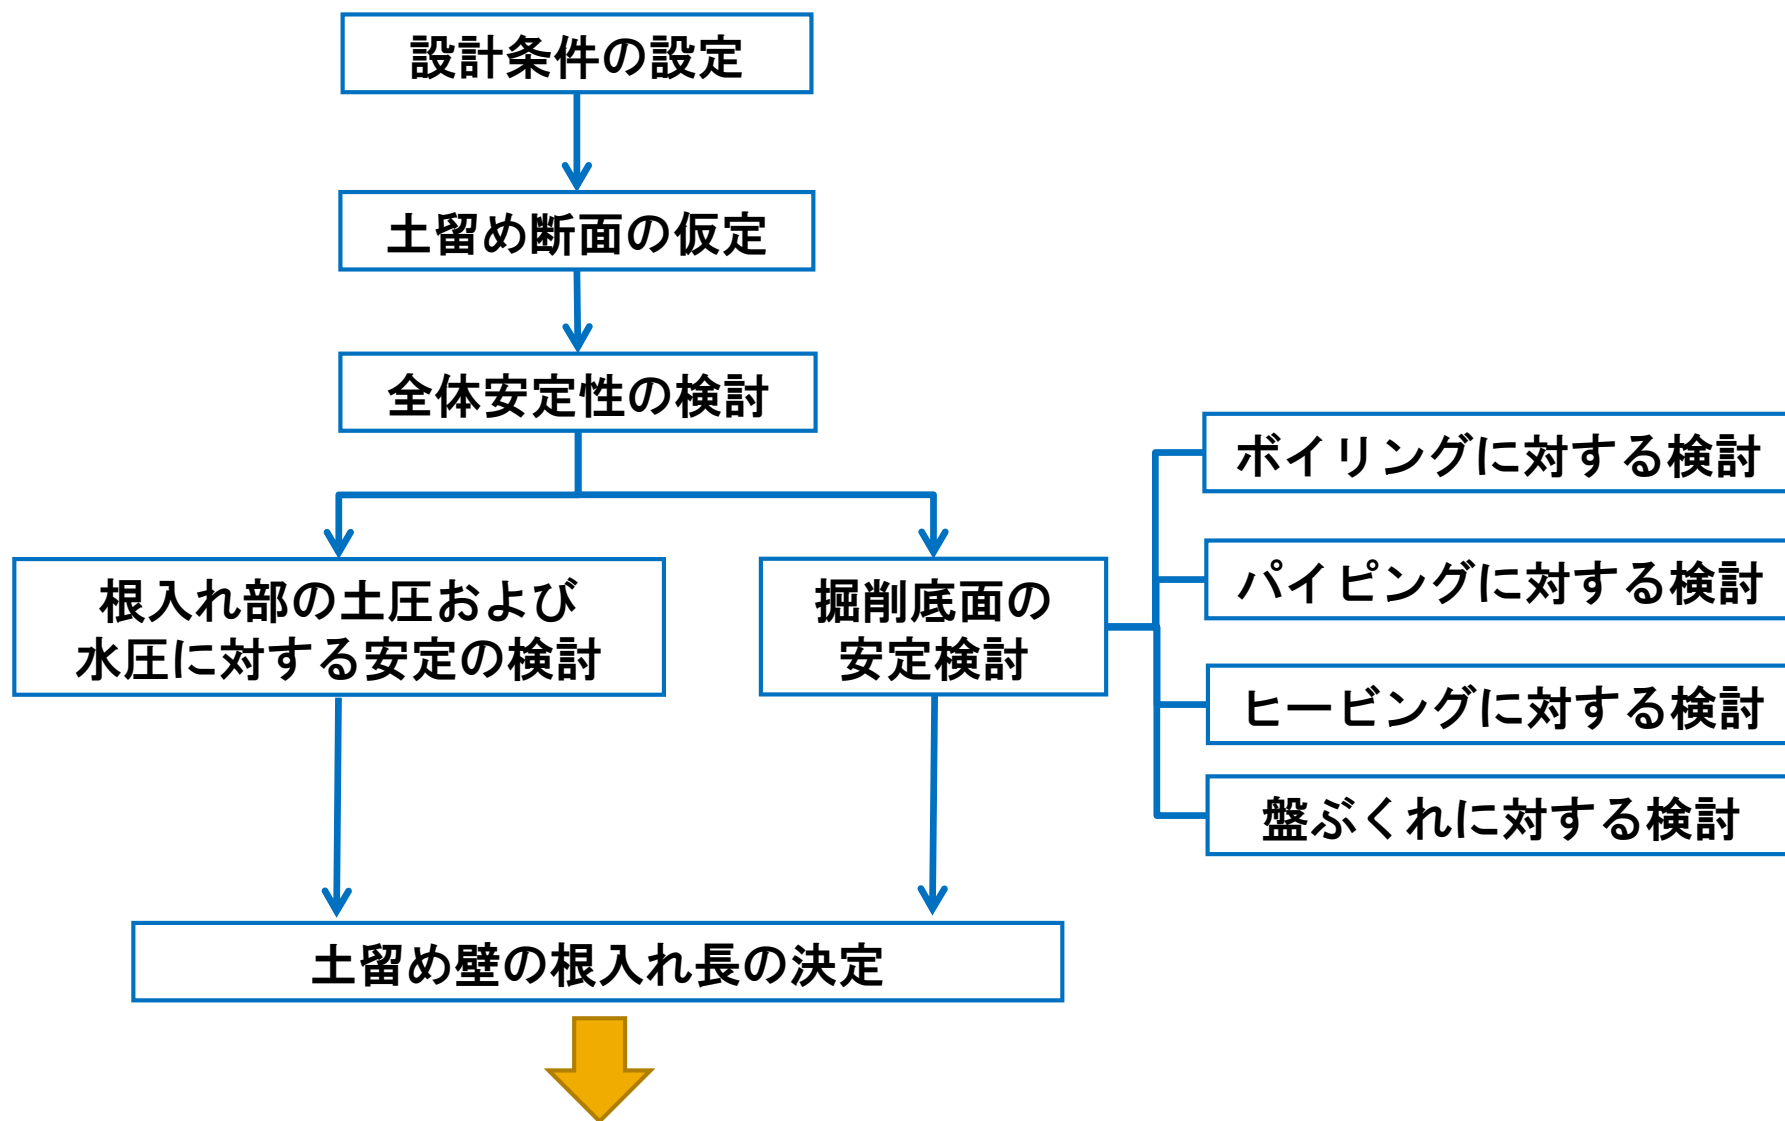 設計条件の設定
土留め断面の仮定
全体安定性の検討
根入れ部の土圧および
水圧に対する安定の検討
掘削底面の
安定検討
ボイリングに対する検討
パイピングに対する検討
ヒービングに対する検討
盤ぶくれに対する検討
土留め壁の根入れ長の決定